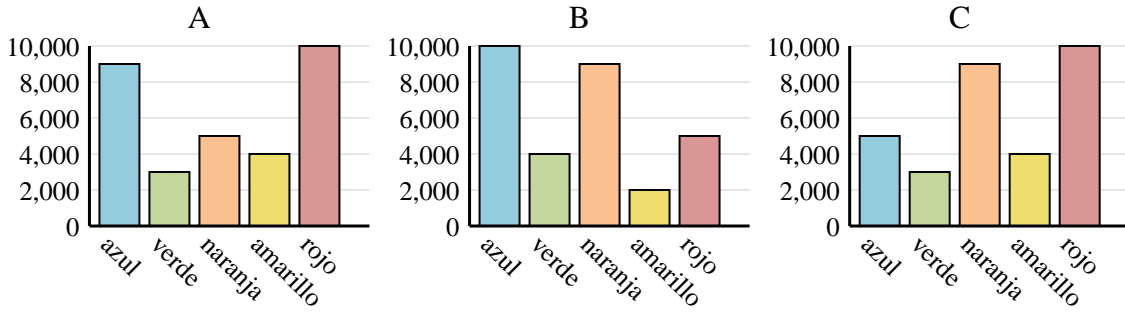 A
10,000
8,000
6,000
4,000
2,000
0
azul
verde
naranja
amarillo
rojo
B
10,000
8,000
6,000
4,000
2,000
0
azul
verde
naranja
amarillo
rojo
C
10,000
8,000
6,000
4,000
2,000
0
azul
verde
naranja
amarillo
rojo